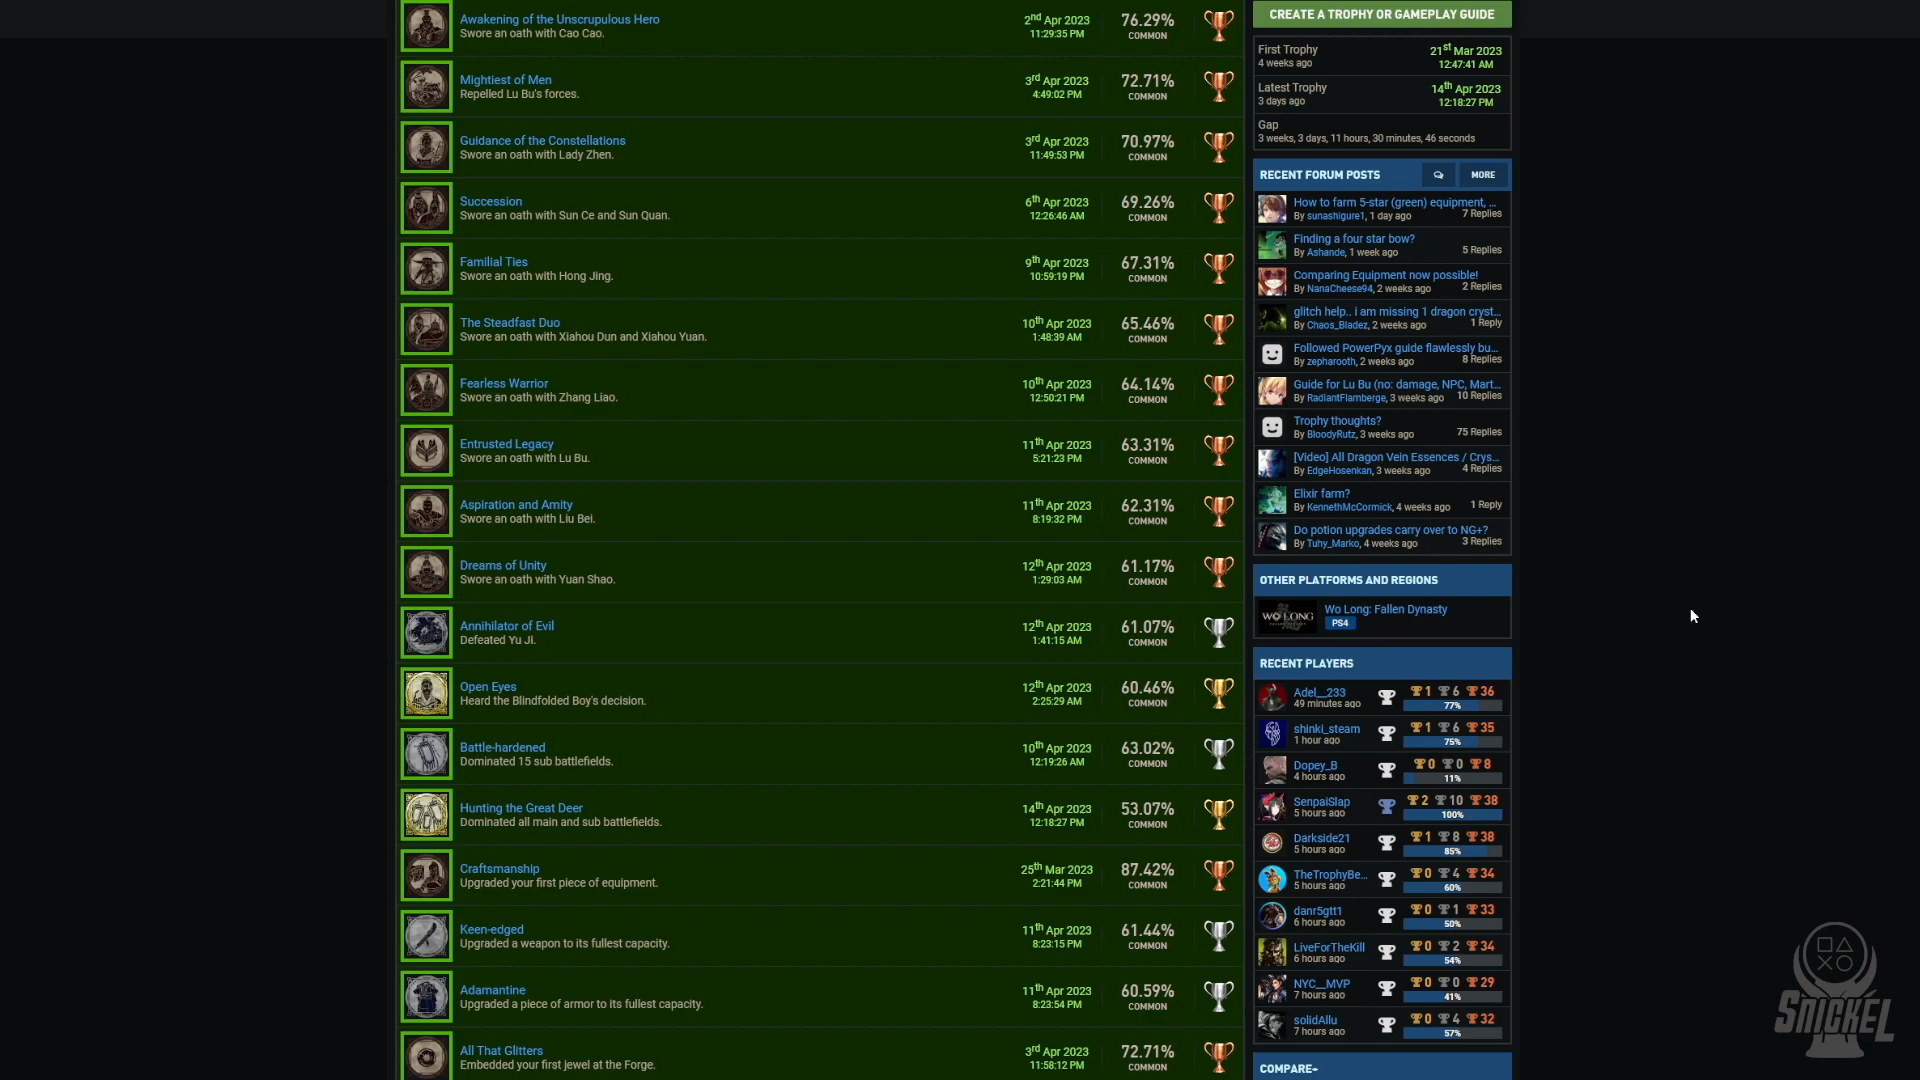 Awakening of the Unscrupulous Hero
Swore an oath with Cao Cao.
2nd Apr 2023
11:29:35 PM
76.29%
COMMON
Mightiest of Men
Repelled Lu Bu's forces.
3rd Apr 2023
4:49:02 PM
72.71%
COMMON
Guidance of the Constellations
Swore an oath with Lady Zhen.
3rd Apr 2023
11:49:53 PM
70.97%
COMMON
Succession
Swore an oath with Sun Ce and Sun Quan.
6th Apr 2023
12:26:46 AM
69.26%
COMMON
Familial Ties
Swore an oath with Hong Jing.
9th Apr 2023
10:59:19 PM
67.31%
COMMON
The Steadfast Duo
Swore an oath with Xiahou Dun and Xiahou Yuan.
10th Apr 2023
1:48:39 AM
65.46%
COMMON
Fearless Warrior
Swore an oath with Zhang Liao.
10th Apr 2023
12:50:21 PM
64.14%
COMMON
Entrusted Legacy
Swore an oath with Lu Bu.
11th Apr 2023
5:21:23 PM
63.31%
COMMON
Aspiration and Amity
Swore an oath with Liu Bei.
11th Apr 2023
8:19:32 PM
62.31%
COMMON
Dreams of Unity
Swore an oath with Yuan Shao.
12th Apr 2023
1:29:03 AM
61.17%
COMMON
Annihilator of Evil
Defeated Yu Ji.
12th Apr 2023
1:41:15 AM
61.07%
COMMON
Open Eyes
Heard the Blindfolded Boy's decision.
12th Apr 2023
2:25:29 AM
60.46%
COMMON
Battle-hardened
Dominated 15 sub battlefields.
10th Apr 2023
12:19:26 AM
63.02%
COMMON
Hunting the Great Deer
Dominated all main and sub battlefields.
14th Apr 2023
12:18:27 PM
53.07%
COMMON
Craftsmanship
Upgraded your first piece of equipment.
25th Mar 2023
2:21:44 PM
87.42%
COMMON
Keen-edged
Upgraded a weapon to its fullest capacity.
11th Apr 2023
8:23:15 PM
61.44%
COMMON
Adamantine
Upgraded a piece of armor to its fullest capacity.
11th Apr 2023
8:23:54 PM
60.59%
COMMON
All That Glitters
Embedded your first jewel at the Forge.
3rd Apr 2023
11:58:12 PM
72.71%
COMMON
CREATE A TROPHY OR GAMEPLAY GUIDE
First Trophy
4 weeks ago
21st Mar 2023
12:47:41 AM
Latest Trophy
3 days ago
14th Apr 2023
12:18:27 PM
Gap
3 weeks, 3 days, 11 hours, 30 minutes, 46 seconds
RECENT FORUM POSTS
MORE
How to farm 5-star (green) equipment, ...
By sunashigure1, 1 day ago
7 Replies
Finding a four star bow?
By Ashande, 1 week ago
5 Replies
Comparing Equipment now possible!
By NanaCheese94, 2 weeks ago
2 Replies
glitch help.. i am missing 1 dragon cryst...
By Chaos_Bladez, 2 weeks ago
1 Reply
Followed PowerPyx guide flawlessly bu...
By zepharooth, 2 weeks ago
8 Replies
Guide for Lu Bu (no: damage, NPC, Mart...
By RadiantFlamberge, 3 weeks ago
10 Replies
Trophy thoughts?
By BloodyRutz, 3 weeks ago
75 Replies
[Video] All Dragon Vein Essences / Crys...
By EdgeHosenkan, 3 weeks ago
4 Replies
Elixir farm?
By KennethMcCormick, 4 weeks ago
1 Reply
Do potion upgrades carry over to NG+?
By Tuhy_Marko, 4 weeks ago
3 Replies
OTHER PLATFORMS AND REGIONS
WO LONG
Wo Long: Fallen Dynasty
PS4
RECENT PLAYERS
Adel__233
49 minutes ago
1 6 36
77%
shinki_steam
1 hour ago
1 6 35
75%
Dopey_B
4 hours ago
0 0 8
11%
SenpaiSlap
5 hours ago
2 10 38
100%
Darkside21
5 hours ago
1 8 38
85%
TheTrophyBe...
5 hours ago
0 4 34
60%
danr5gtt1
6 hours ago
0 1 33
50%
LiveForTheKill
6 hours ago
0 2 34
54%
NYC__MVP
7 hours ago
0 0 29
41%
solidAllu
7 hours ago
0 4 32
57%
COMPARE
SNICKEL